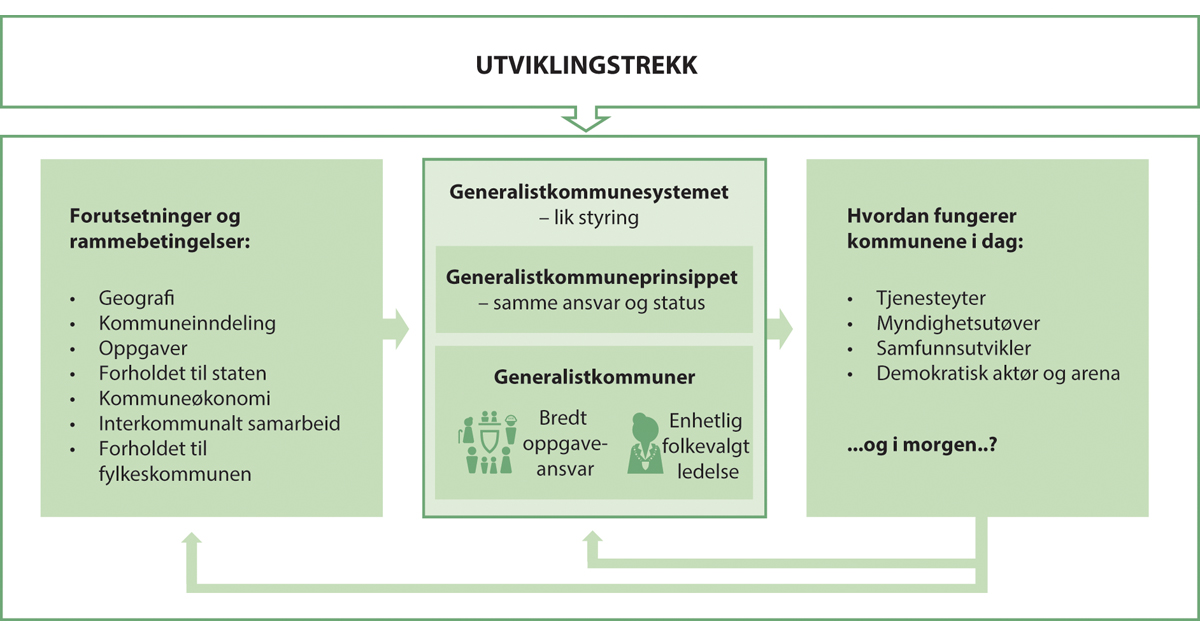 UTVIKLINGSTREKK
Forutsetninger og
rammebetingelser:
• Geografi
• Kommuneinndeling
• Oppgaver
• Forholdet til staten
• Kommuneøkonomi
• Interkommunalt samarbeid
• Forholdet til
fylkeskommunen
Generalistkommunesystemet
– lik styring
Generalistkommuneprinsippet
– samme ansvar og status
Generalistkommuner
Bredt
oppgave-
ansvar
Enhetlig
folkevalgt
ledelse
Hvordan fungerer
kommunene i dag:
• Tjenesteyter
• Myndighetsutøver
• Samfunnsutvikler
• Demokratisk aktør og arena
...og i morgen..?